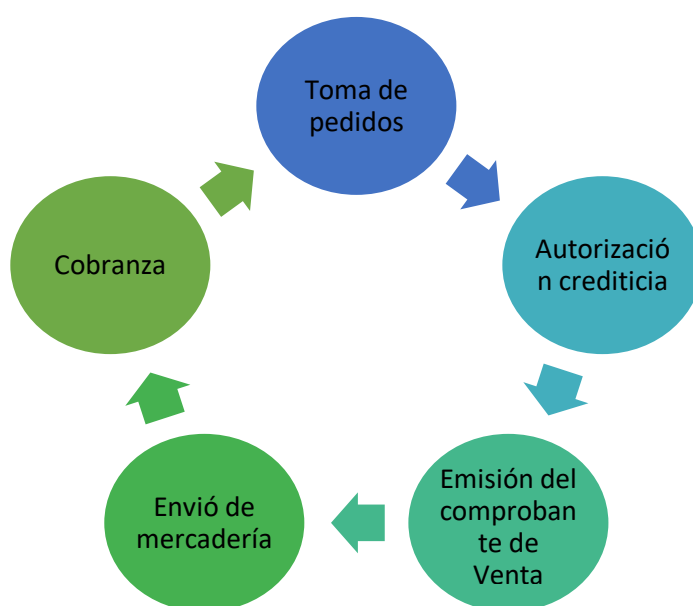 Toma de
pedidos
Autorizació
n crediticia
Emisión del
comproban
te de
Venta
Envió de
mercadería
Cobranza